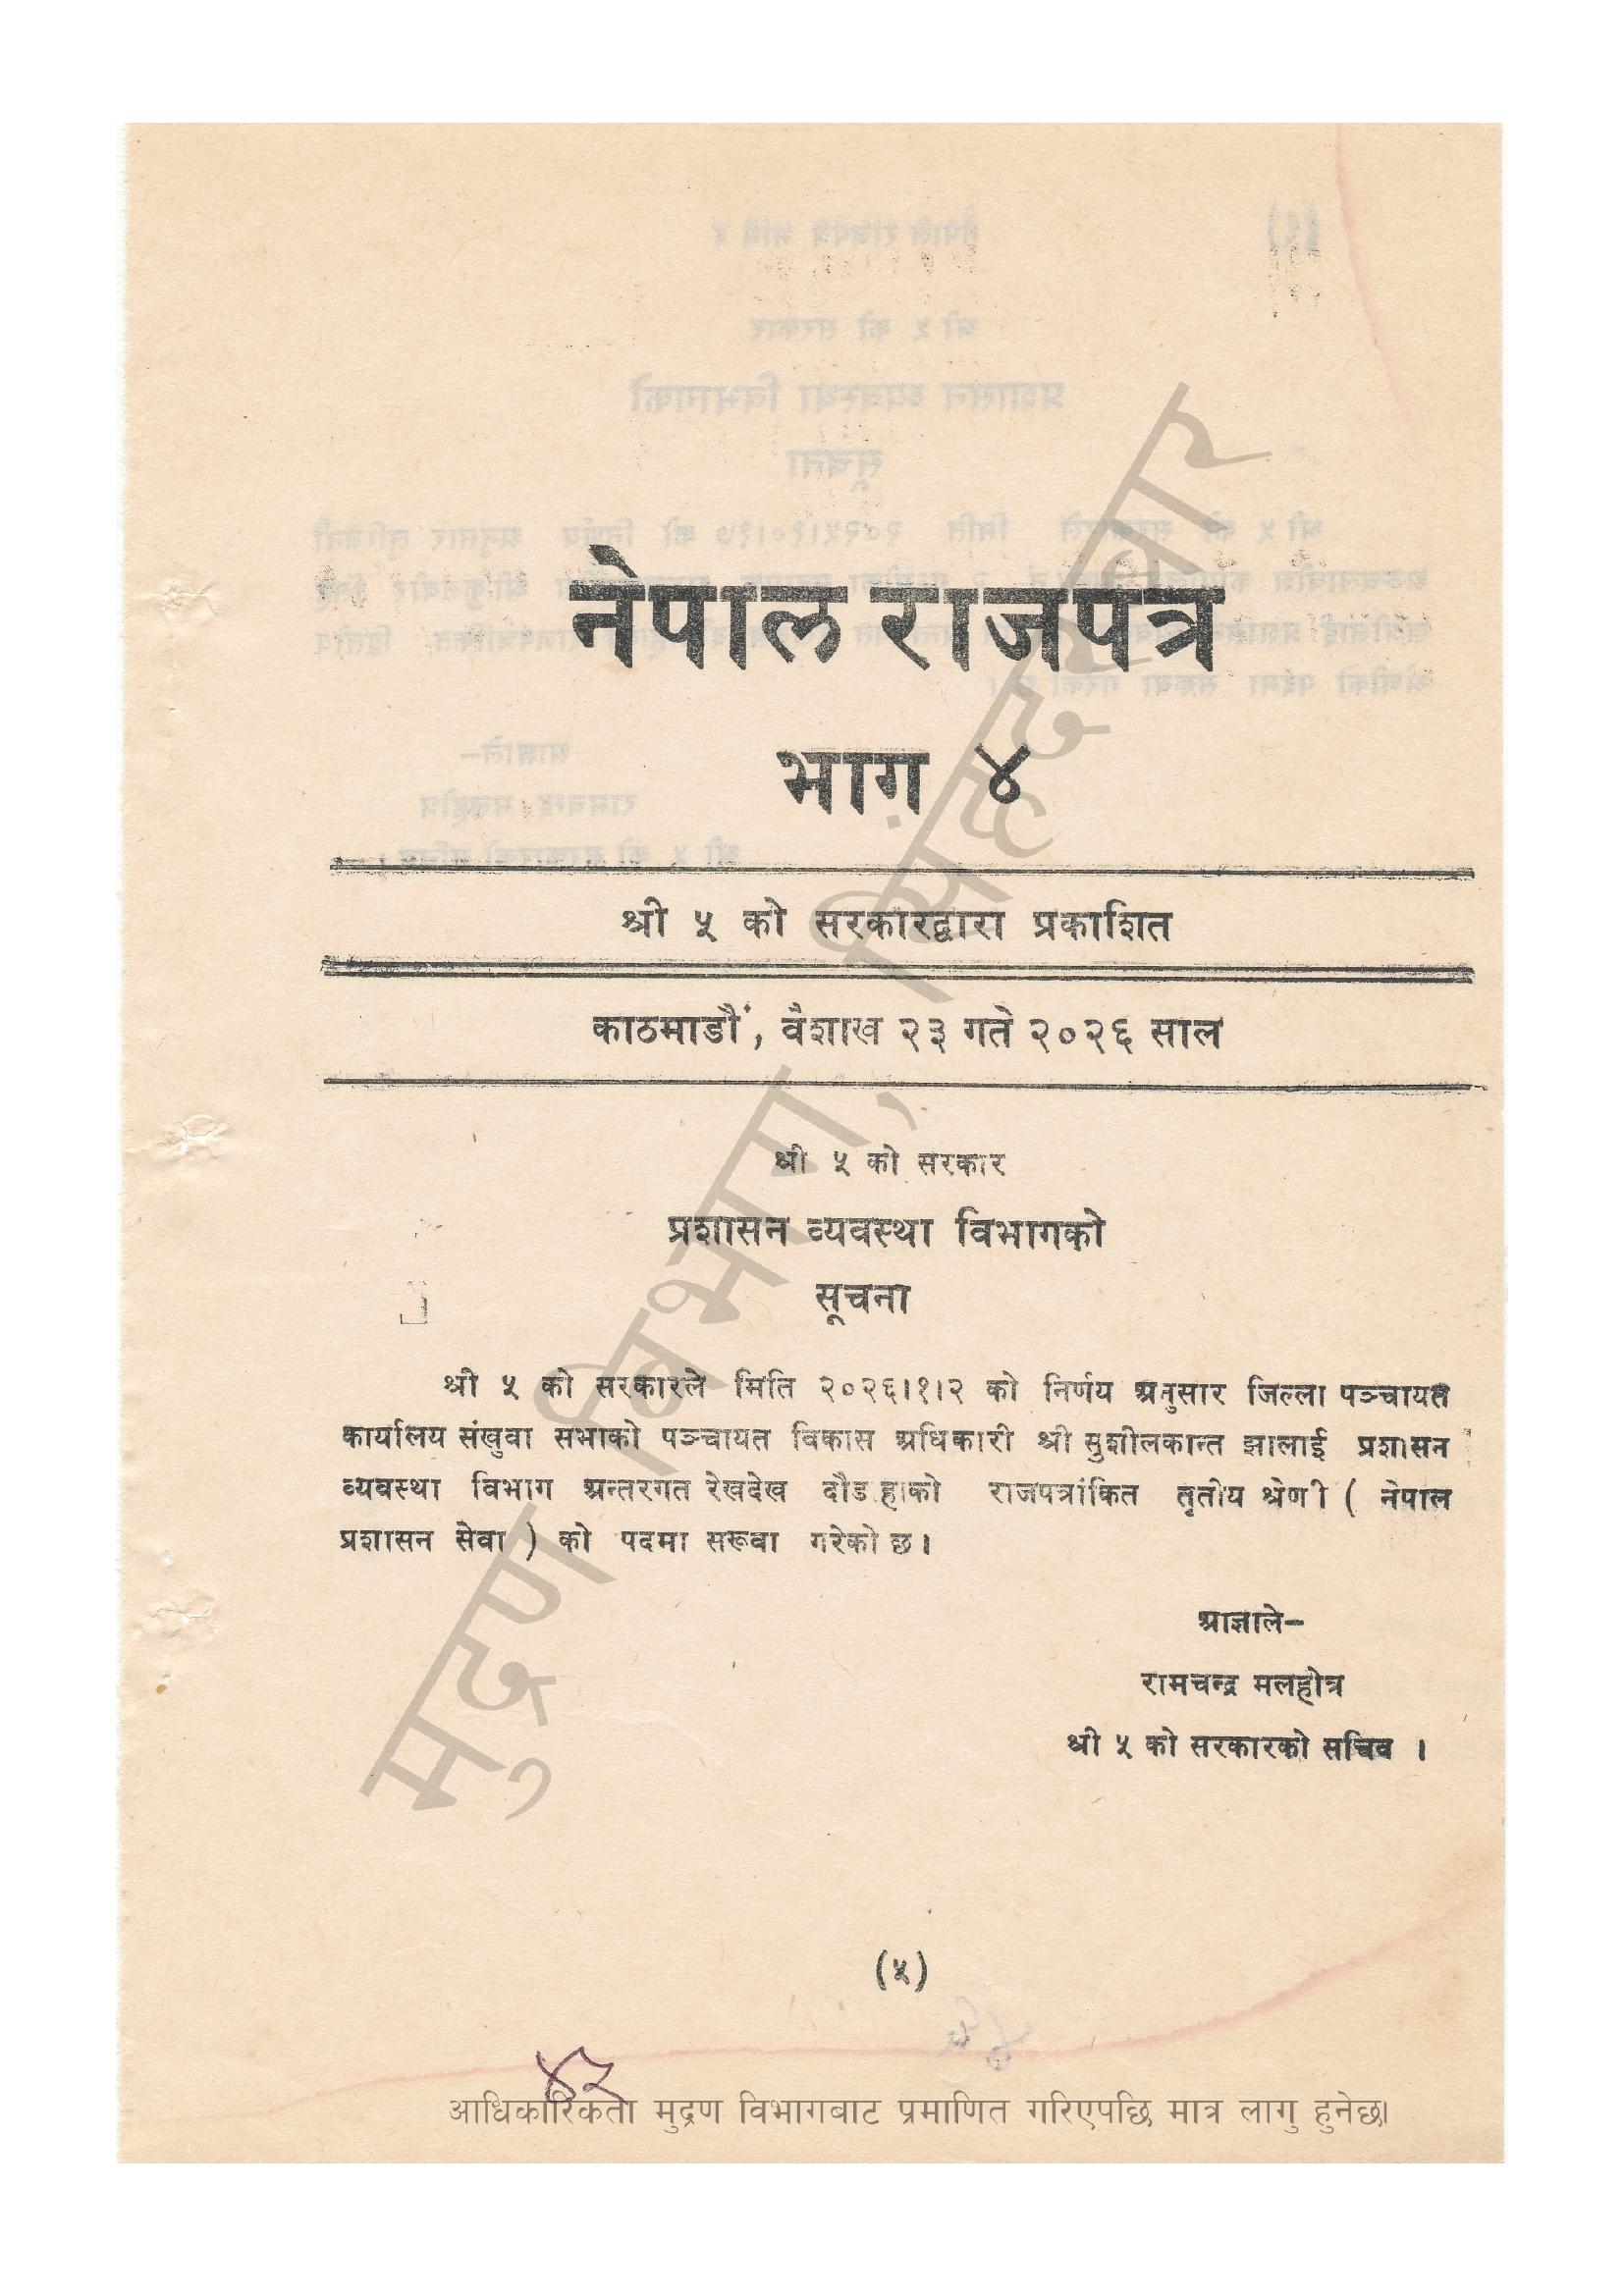 नेपाल राजपत्र
भाग ४
श्री ५ को सरकारद्वारा प्रकाशित
काठमाडौं, वैशाख २३ गते २०२६ साल
श्री ५ को सरकार
प्रशासन व्यवस्था विभागको
सूचना
श्री ५ को सरकारले मिति २०२६।१।२ को निर्णय अनुसार जिल्ला पञ्चायत
कार्यालय संखुवा सभाको पञ्चायत विकास अधिकारी श्री सुशीलकान्त झालाई प्रशासन
व्यवस्था विभाग अन्तरगत रेखदेख दौडाहाको राजपत्रांकित तृतीय श्रेणी ( नेपाल
प्रशासन सेवा ) को पदमा सरूवा गरेको छ।
आज्ञाले–
रामचन्द्र मलहोत्र
श्री ५ को सरकारको सचिव ।
(५)
४२
आधिकारिकता मुद्रण विभागबाट प्रमाणित गरिएपछि मात्र लागु हुनेछ।
मुद्रण विभाग, सिंहदरबार